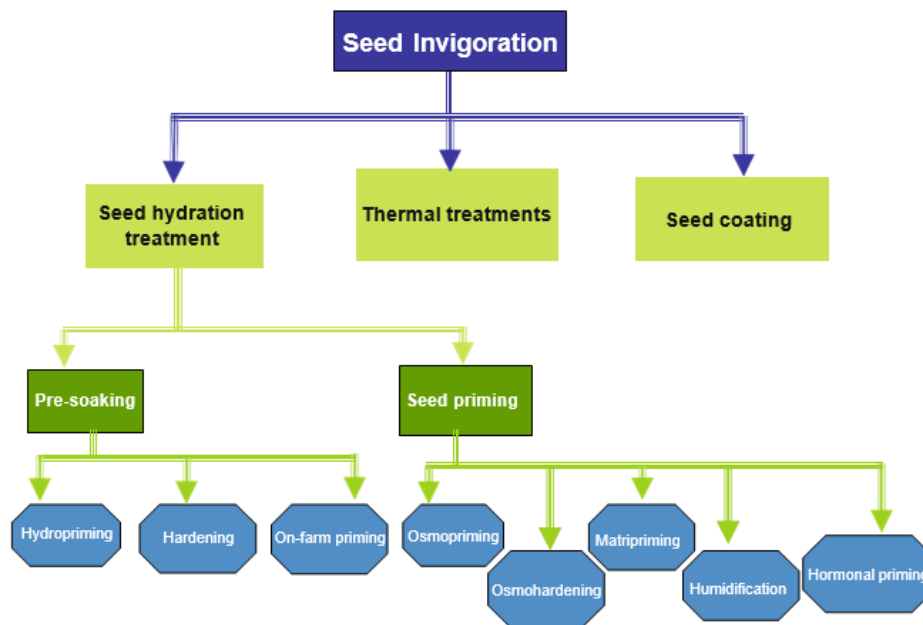 Seed Invigoration
Seed hydration
treatment
Thermal treatments
Seed coating
Pre-soaking
Seed priming
Hydropriming
Hardening
On-farm priming
Osmopriming
Osmohardening
Matripriming
Humidification
Hormonal priming